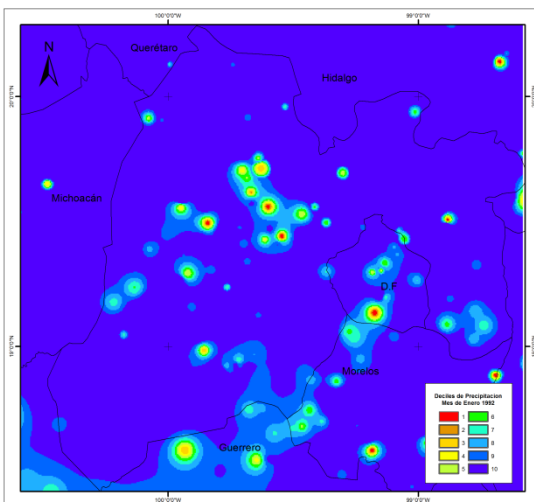 100°0'0"W
99°0'0"W
N
Querétaro
Hidalgo
Michoacán
D.F
Morelos
Guerrero
Deciles de Precipitacion
Mes de Enero 1992
1 6
2 7
3 8
4 9
5 10
100°0'0"W
99°0'0"W